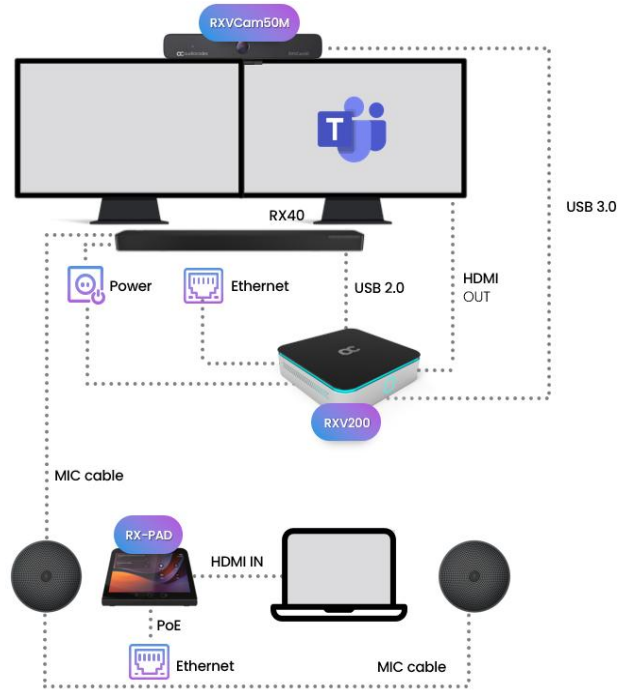 RXVCam50M
T
RX40
USB 3.0
Power
Ethernet
USB 2.0
HDMI
OUT
RXV200
MIC cable
RX-PAD
HDMI IN
PoE
Ethernet
MIC cable